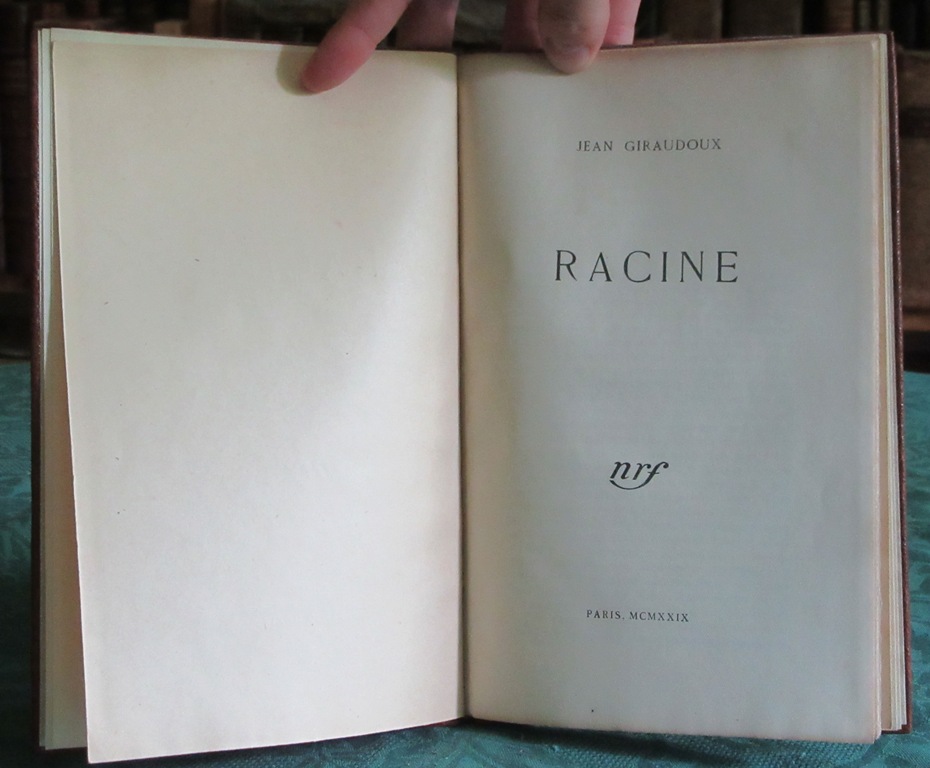 JEAN GIRAUDOUX
RACINE
nrf
PARIS. MCMXXIX